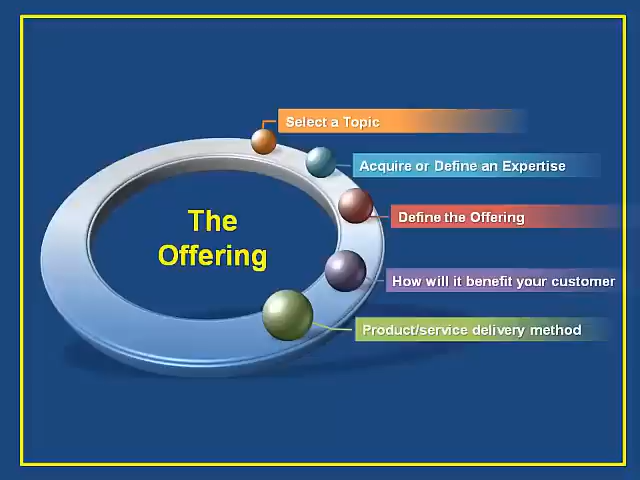 Select a Topic
Acquire or Define an Expertise
The
Offering
Define the Offering
How will it benefit your customer
Product/service delivery method